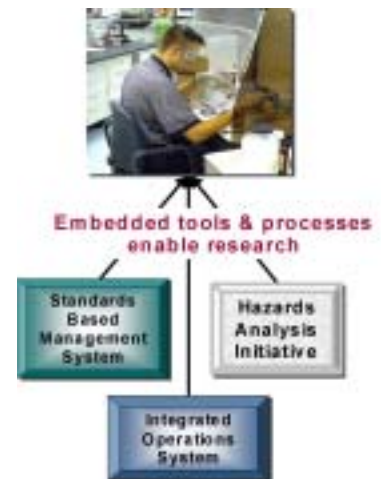 Embedded tools & processes
enable research
Standards
Based
Management
System
Hazards
Analysis
Initiative
Integrated
Operations
System